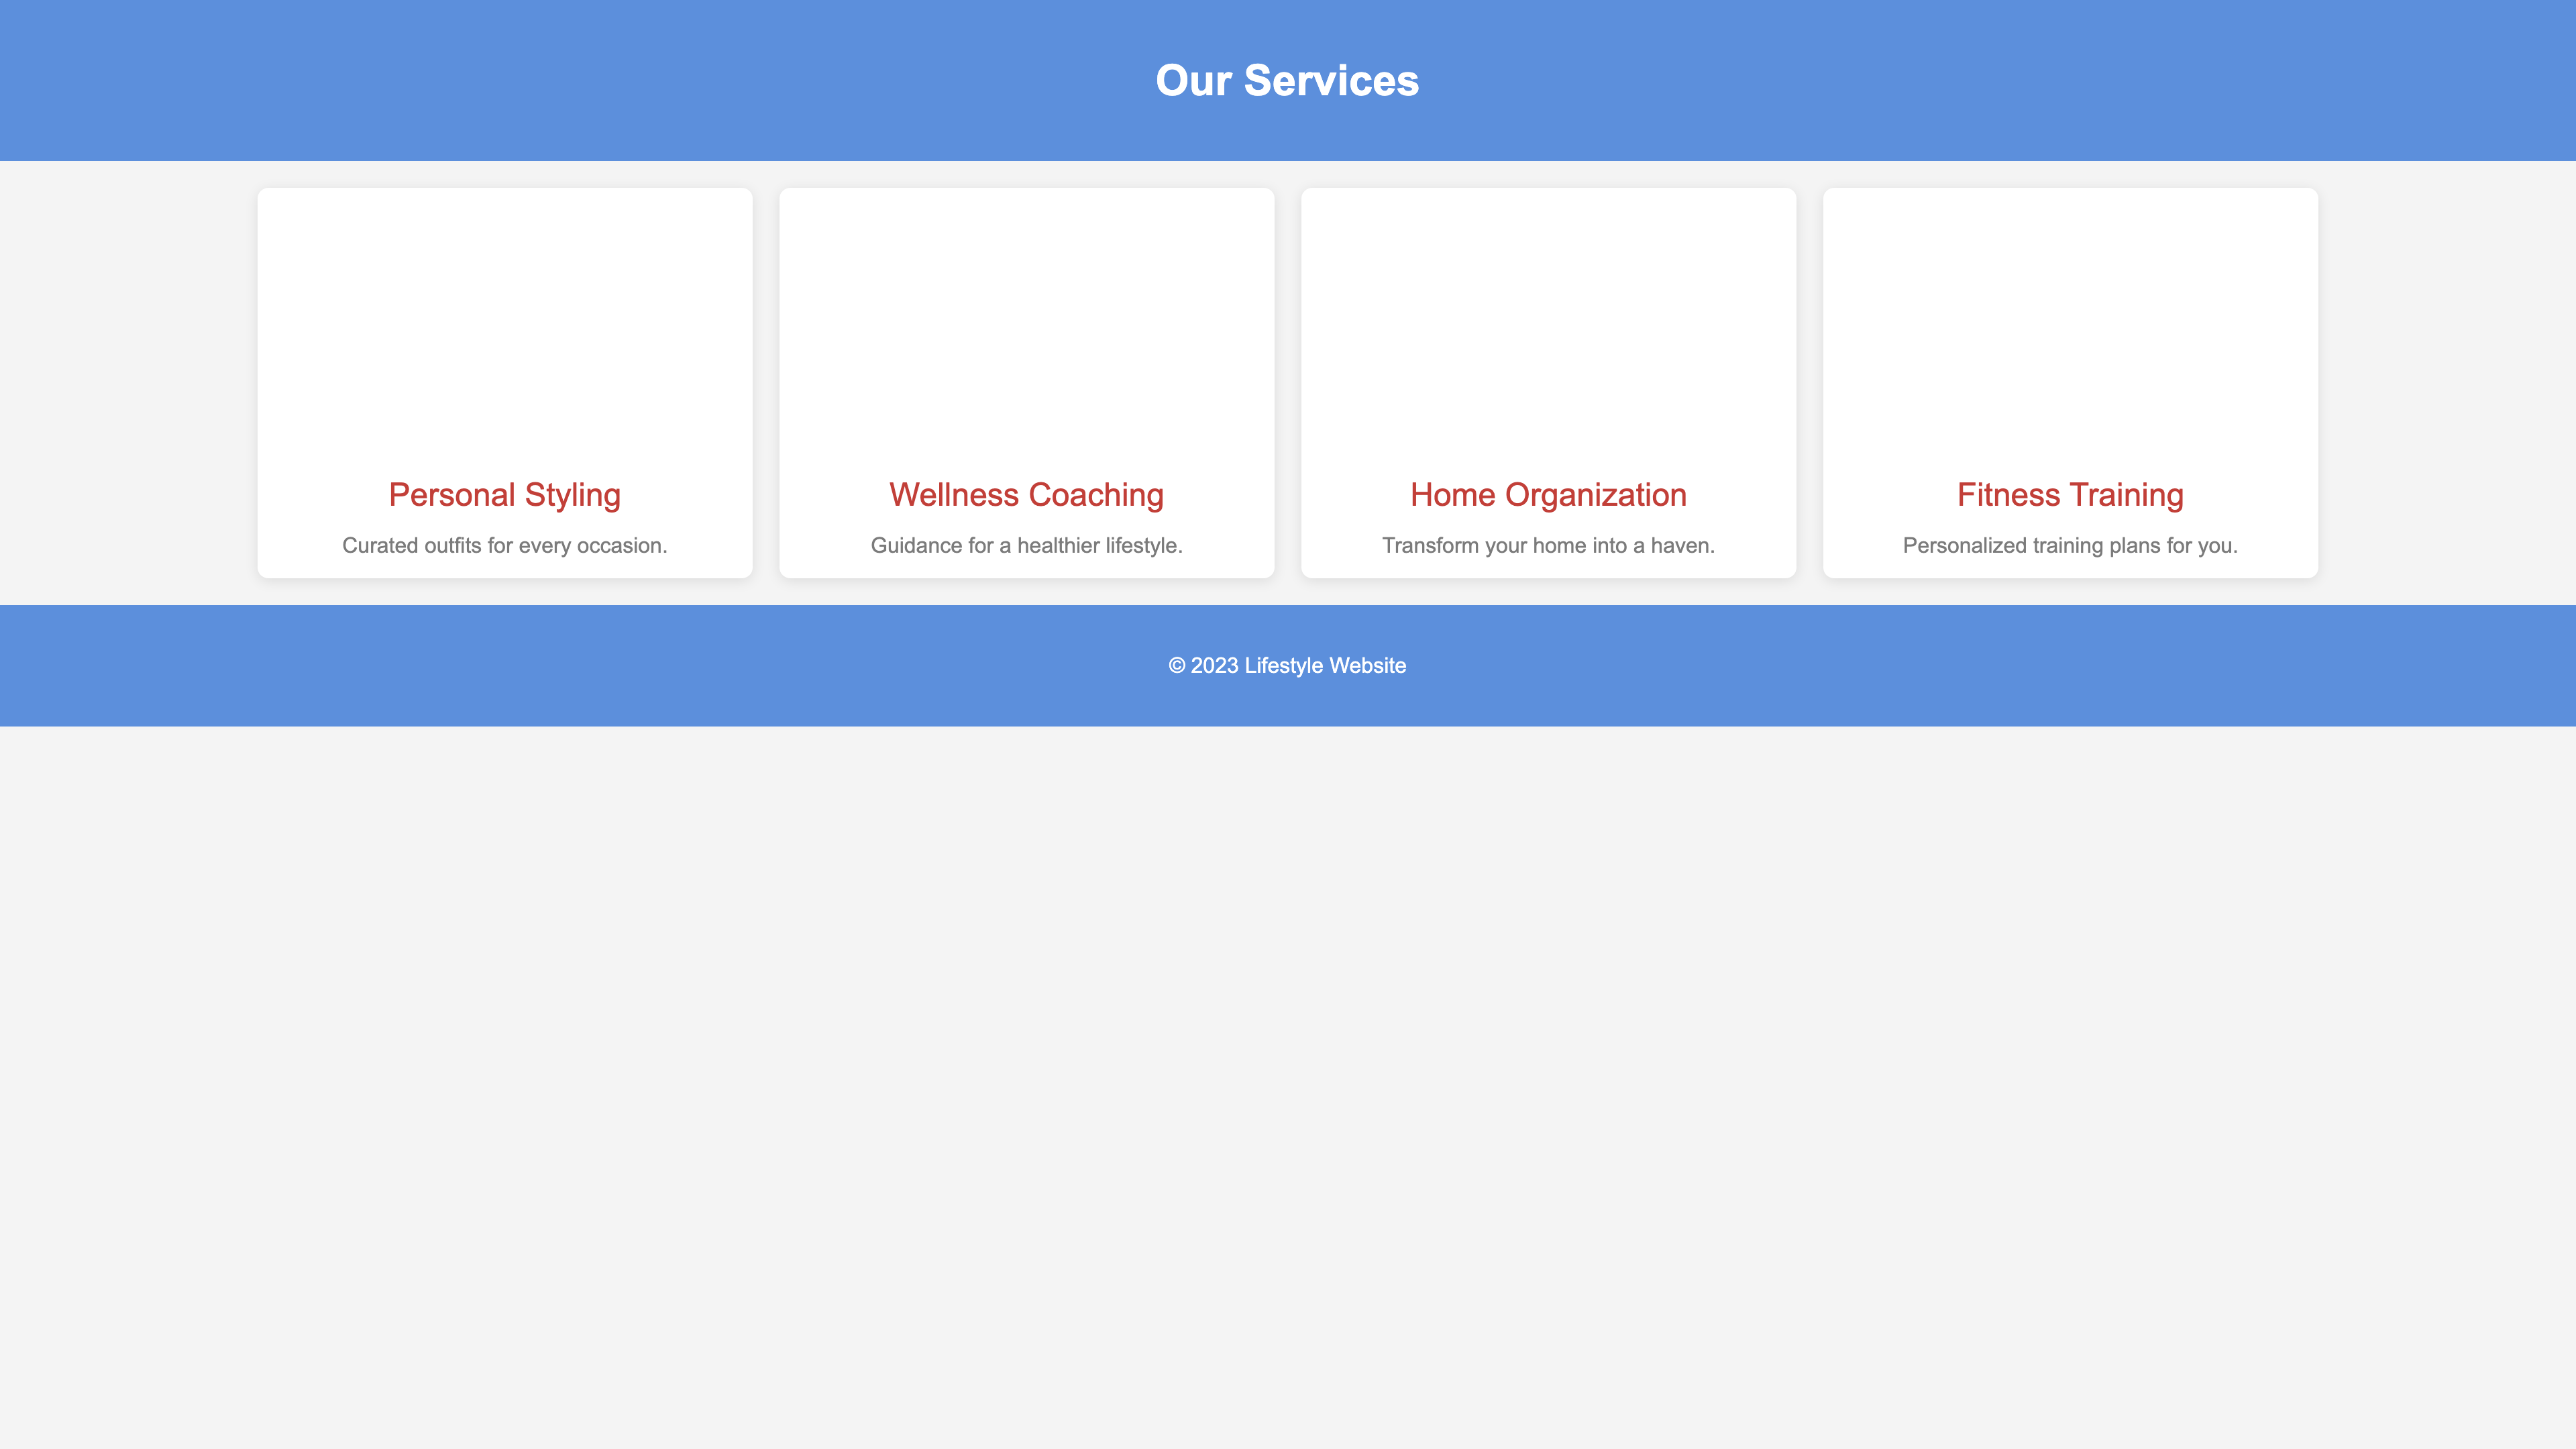 Our Services
Personal Styling
Curated outfits for every occasion.
Wellness Coaching
Guidance for a healthier lifestyle.
Home Organization
Transform your home into a haven.
Fitness Training
Personalized training plans for you.
© 2023 Lifestyle Website